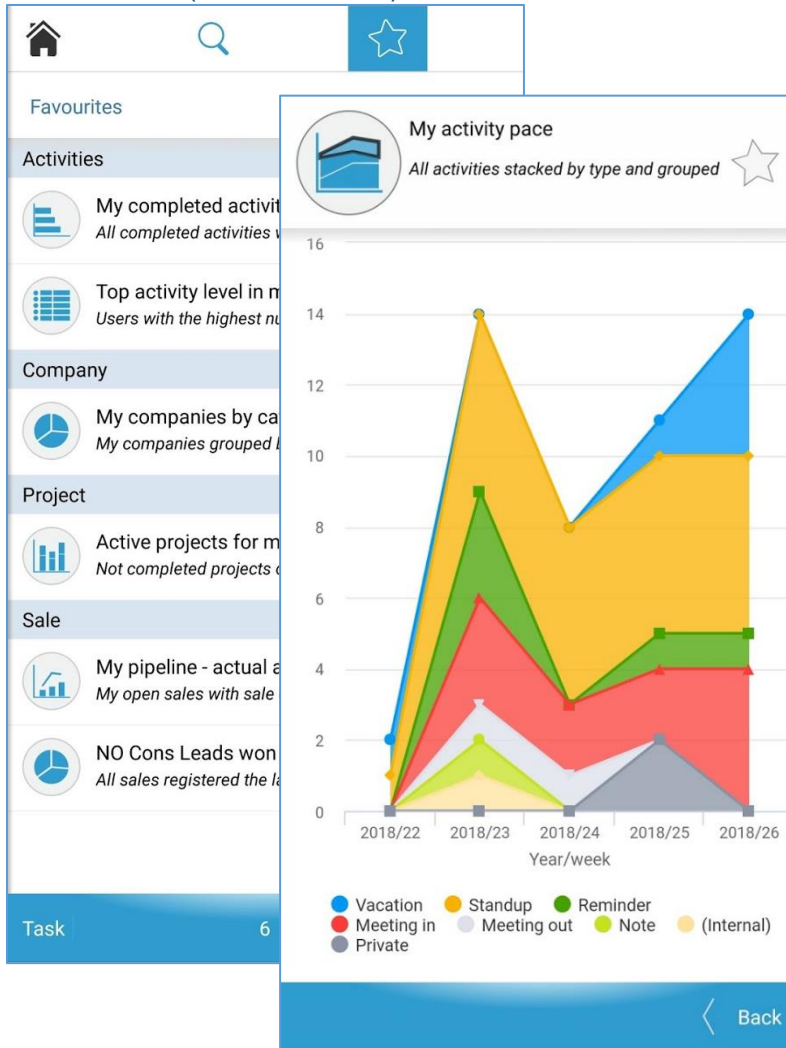 Favourites
Activities
My completed activit
All completed activities
Top activity level in
Users with the highest
Company
My companies by ca
My companies grouped
Project
Active projects for m
Not completed projects
Sale
My pipeline - actual a
My open sales with sale
NO Cons Leads won
All sales registered the
Task
6
My activity pace
All activities stacked by type and grouped
16
14
12
10
8
6
4
2
0
2018/22 2018/23 2018/24 2018/25 2018/26
Year/week
Vacation Standup Reminder
Meeting in Meeting out Note (Internal)
Private
Back